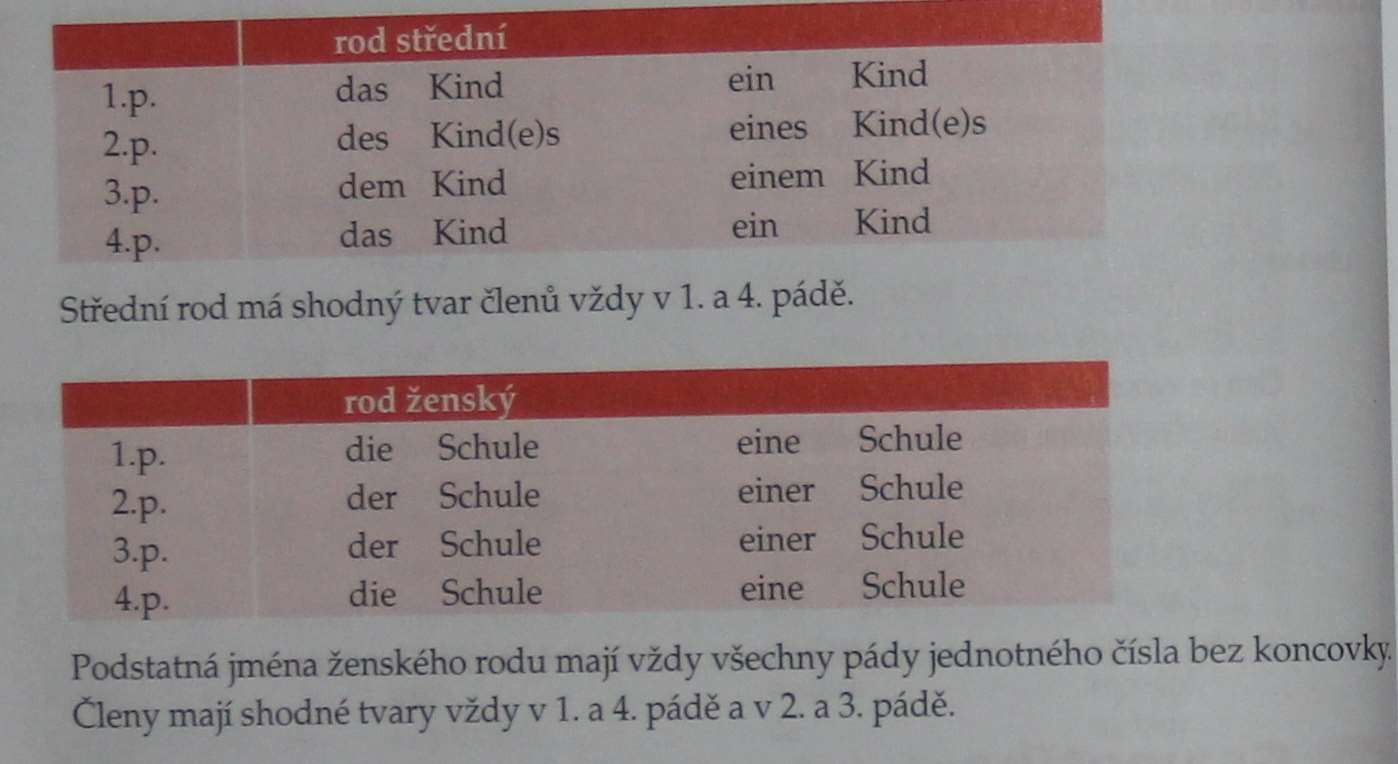 rod střední
1.p. das Kind ein Kind
2.p. des Kind(e)s eines Kind(e)s
3.p. dem Kind einem Kind
4.p. das Kind ein Kind
Střední rod má shodný tvar členů vždy v 1. a 4. pádě.
rod ženský
1.p. die Schule eine Schule
2.p. der Schule einer Schule
3.p. der Schule einer Schule
4.p. die Schule eine Schule
Podstatná jména ženského rodu mají vždy všechny pády jednotného čísla bez koncovky.
Členy mají shodné tvary vždy v 1. a 4. pádě a v 2. a 3. pádě.